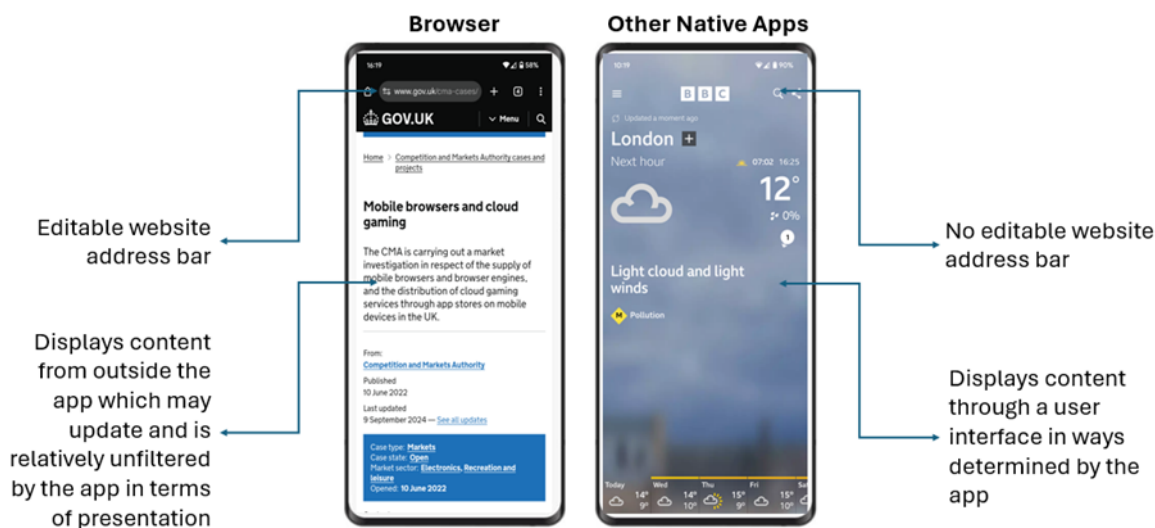 Browser
Other Native Apps
Editable website
address bar
Displays content
from outside the
app which may
update and is
relatively unfiltered
by the app in terms
of presentation
16:19
58%
www.gov.uk/cma-cases/
GOV.UK
Menu
Home > Competition and Markets Authority cases and
projects
Mobile browsers and cloud
gaming
The CMA is carrying out a market
investigation in respect of the supply of
mobile browsers and browser engines,
and the distribution of cloud gaming
services through app stores on mobile
devices in the UK.
From:
Competition and Markets Authority
Published
10 June 2022
Last updated
9 September 2024 — See all updates
Case type: Markets
Case state: Open
Market sector: Electronics, Recreation and
leisure
Opened: 10 June 2022
10:19
90%
BBC
Updated a moment ago
London +
Next hour
07:02 16:25
12°
0%
1
Light cloud and light
winds
M Pollution
Today Wed Thu Fri Sat
14° 14° 15° 15°
9° 10° 9° 10°
No editable website
address bar
Displays content
through a user
interface in ways
determined by the
app